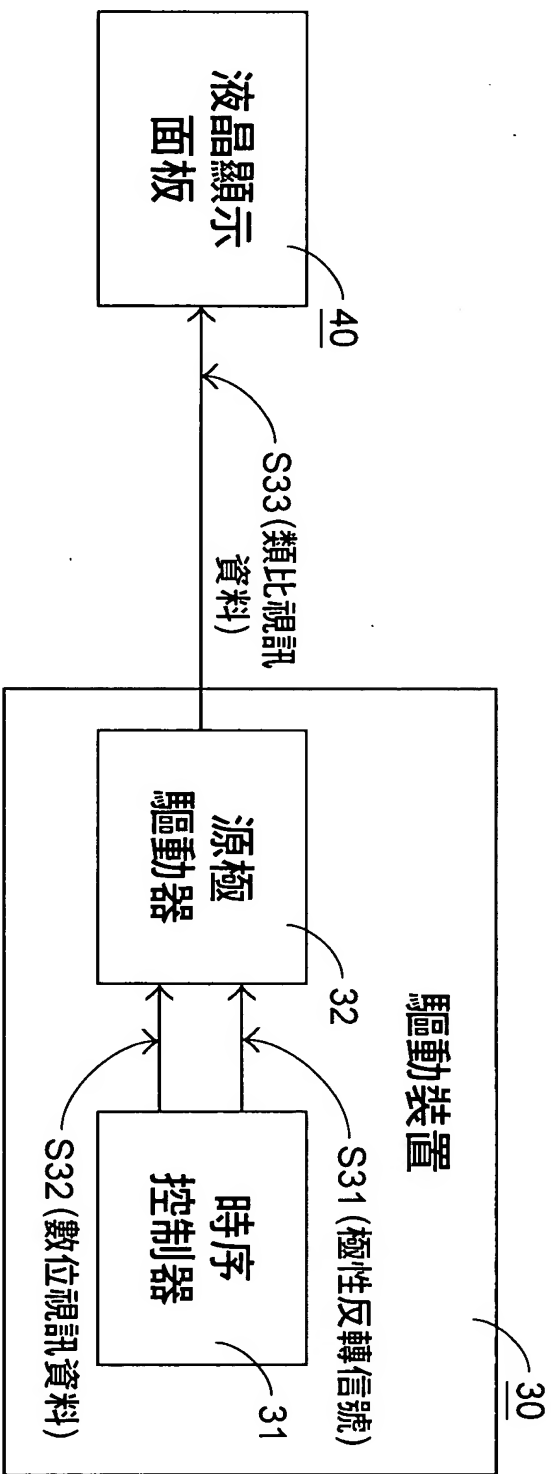 30
驅動裝置
S31(極性反轉信號)
31
時序
控制器
S32(數位視訊資料)
32
源極
驅動器
S33(類比視訊
資料)
40
液晶顯示
面板